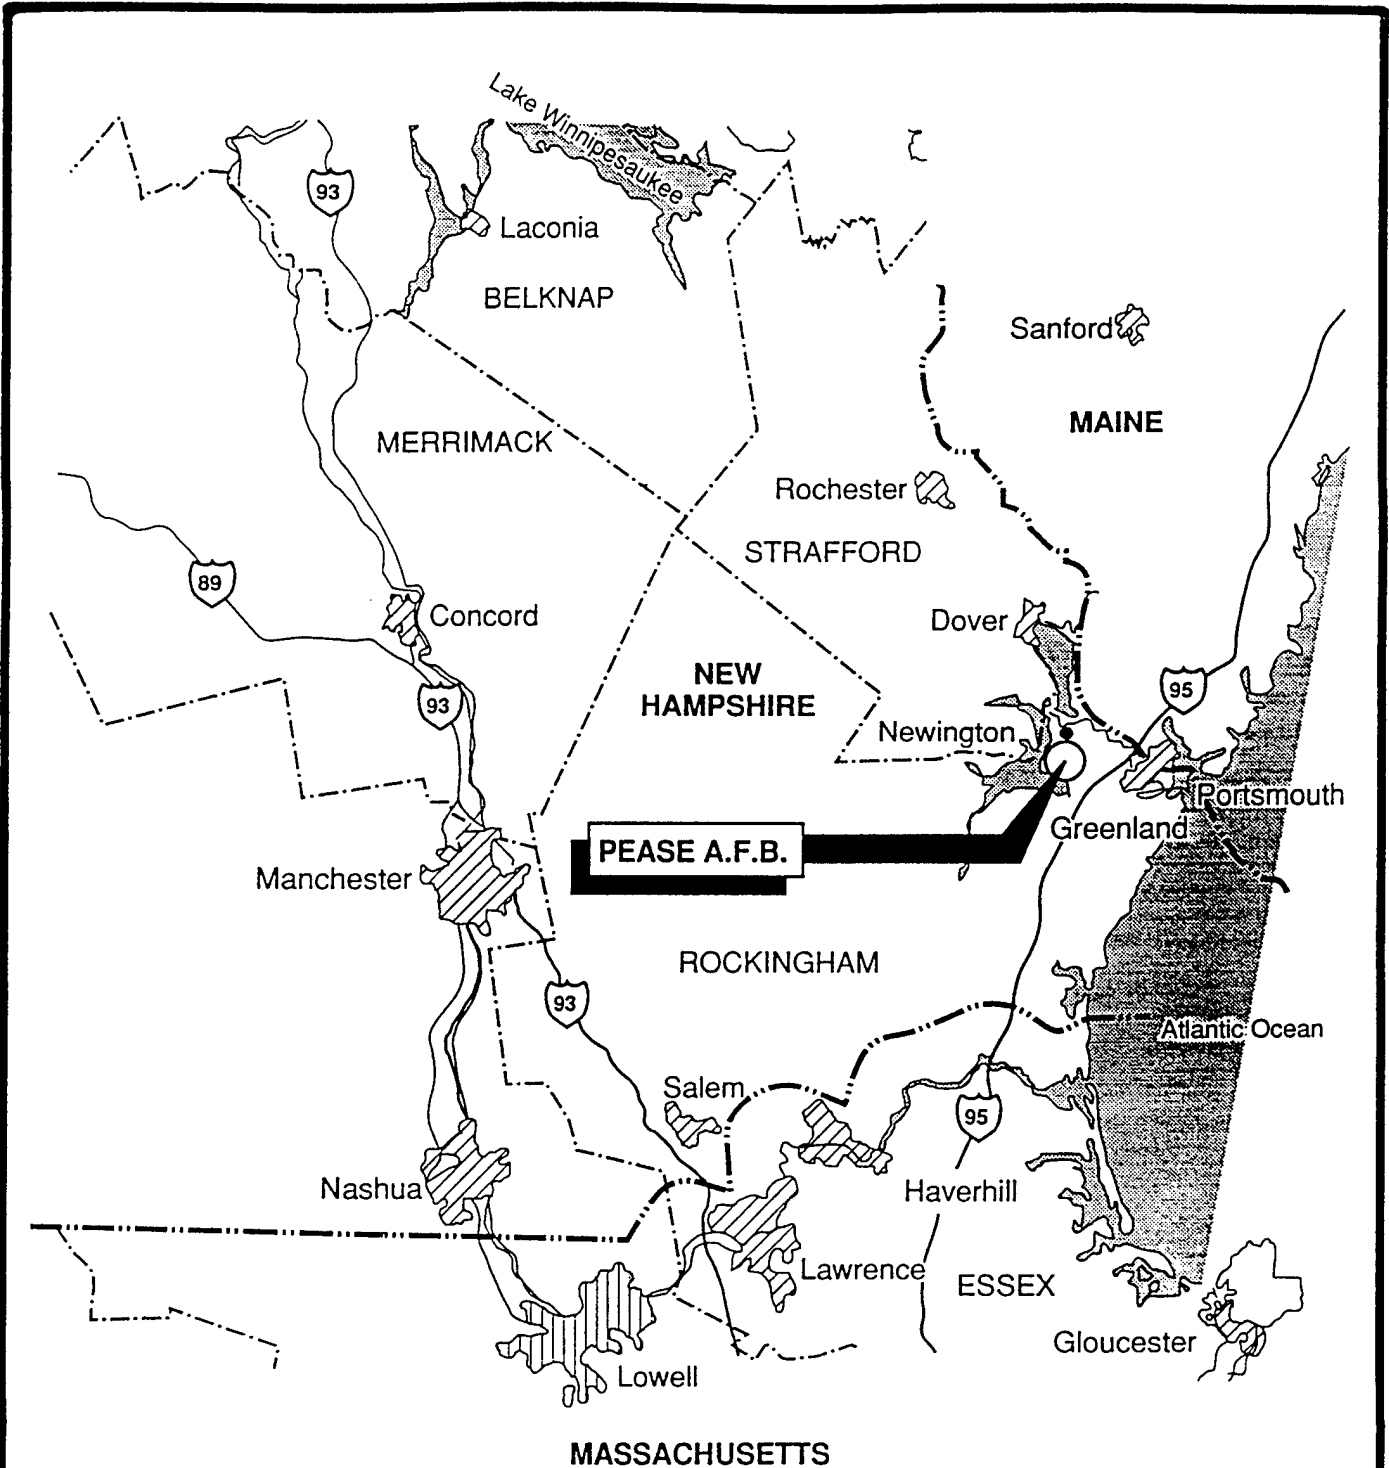 Lake Winnipesaukee
93
Laconia
BELKNAP
Sanford
MAINE
MERRIMACK
Rochester
STRAFFORD
89
Concord
Dover
NEW
HAMPSHIRE
93
95
Newington
Portsmouth
Greenland
PEASE A.F.B.
Manchester
ROCKINGHAM
93
Atlantic Ocean
Salem
95
Nashua
Haverhill
Lawrence
ESSEX
Gloucester
Lowell
MASSACHUSETTS